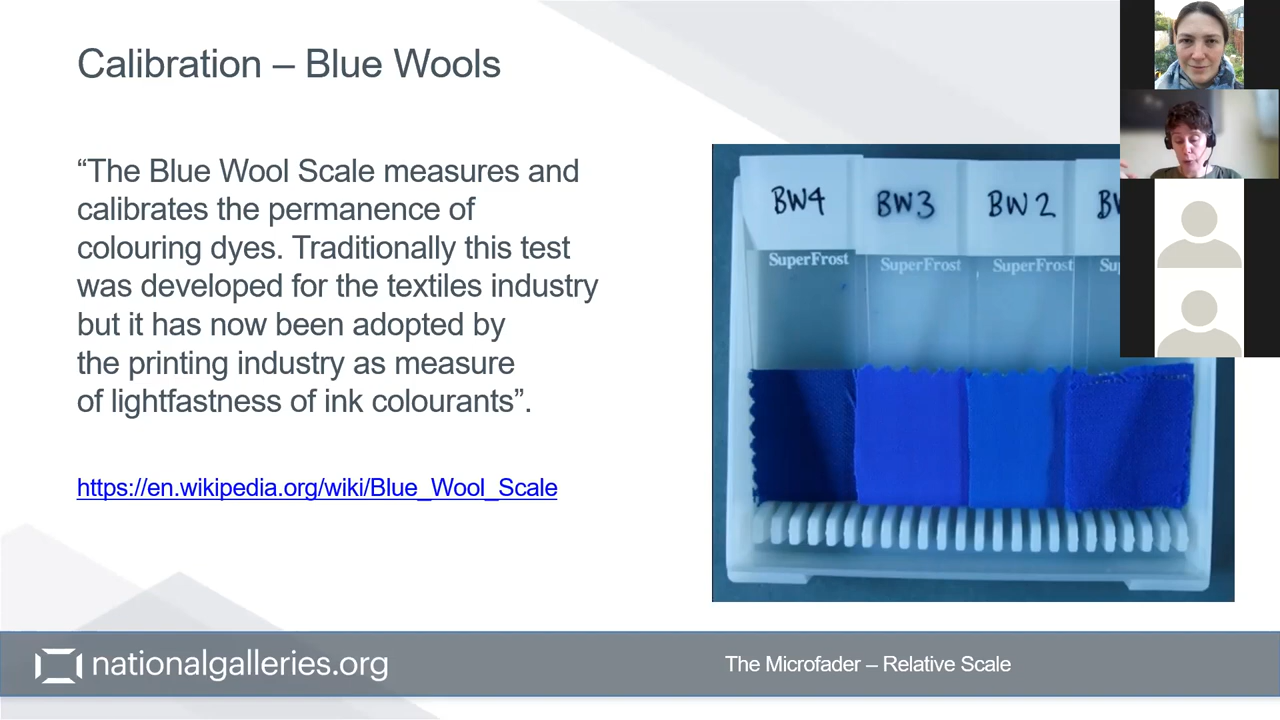 Calibration – Blue Wools
“The Blue Wool Scale measures and
calibrates the permanence of
colouring dyes. Traditionally this test
was developed for the textiles industry
but it has now been adopted by
the printing industry as measure
of lightfastness of ink colourants”.
https://en.wikipedia.org/wiki/Blue_Wool_Scale
BW4 BW3 BW2
SuperFrost SuperFrost SuperFrost
nationalgalleries.org
The Microfader – Relative Scale